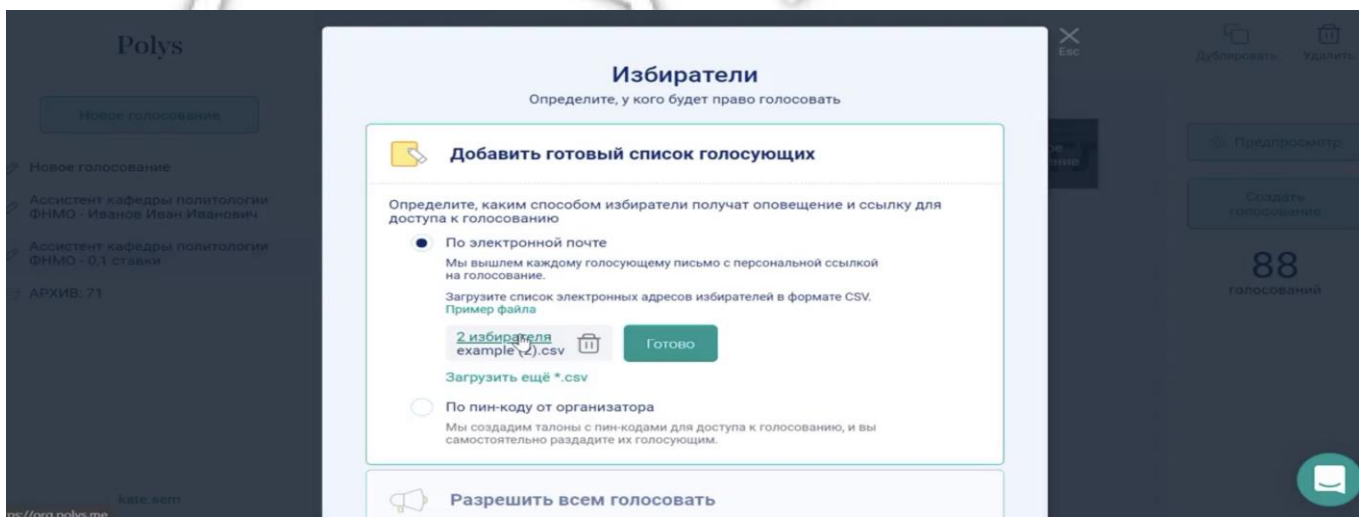 Polys
Новое голосование
Новое голосование
Ассистент кафедры политологии
ФНМО - Иванов Иван Иванович
Ассистент кафедры политологии
ФНМО - 0,1 ставки
АРХИВ: 71
kate.sem
Избиратели
Определите, у кого будет право голосовать
Добавить готовый список голосующих
Определите, каким способом избиратели получат оповещение и ссылку для
доступа к голосованию
По электронной почте
Мы вышлем каждому голосующему письмо с персональной ссылкой
на голосование.
Загрузите список электронных адресов избирателей в формате CSV.
Пример файла
2 избирателя
example (2).csv
Готово
Загрузить ещё *.csv
По пин-коду от организатора
Мы создадим талоны с пин-кодами для доступа к голосованию, и вы
самостоятельно раздадите их голосующим.
Разрешить всем голосовать
Esc
Дублировать
Удалить
Предпросмотр
Создать
голосование
88
голосований